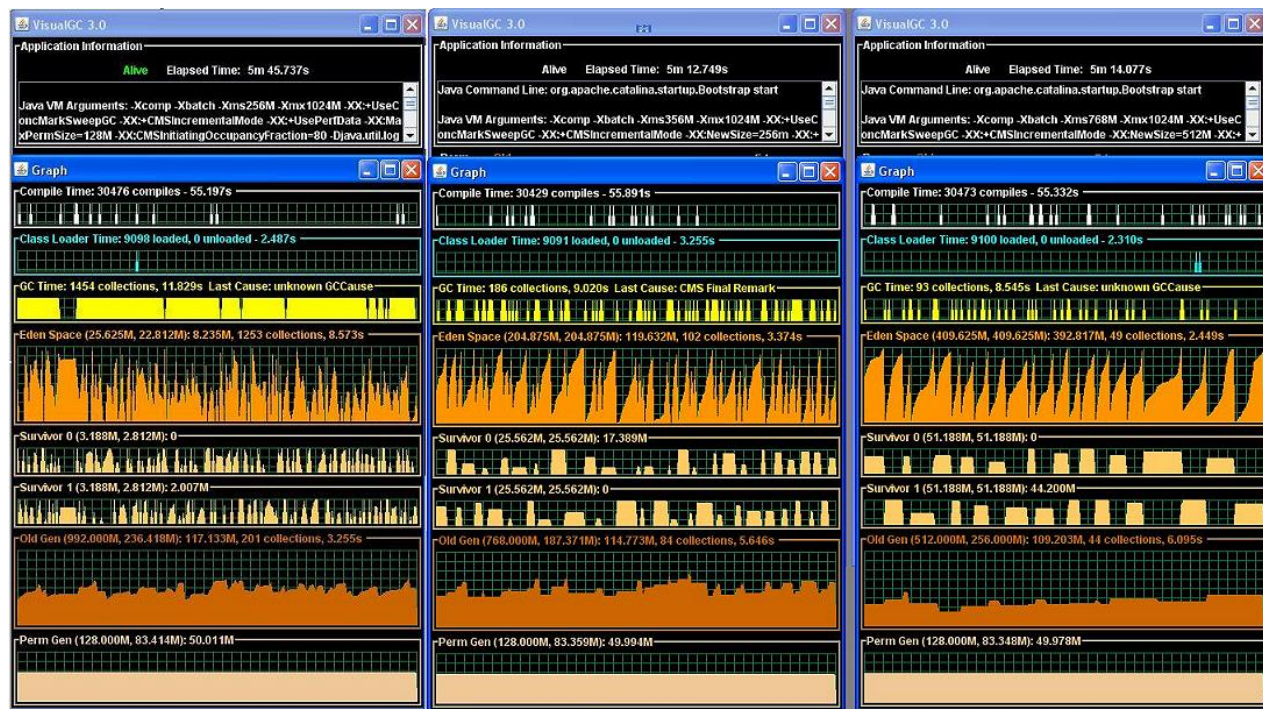 VisualGC 3.0
Application Information
Alive Elapsed Time: 5m 45.737s
Java VM Arguments: -Xcomp -Xbatch -Xms256M -Xmx1024M -XX:+UseC
oncMarkSweepGC -XX:+CMSIncrementalMode -XX:+UsePerfData -XX:Ma
xPermSize=128M -XX:CMSInitiatingOccupancyFraction=80 -Djava.util.log
Graph
Compile Time: 30476 compiles - 55.197s
Class Loader Time: 9098 loaded, 0 unloaded - 2.487s
GC Time: 1454 collections, 11.829s Last Cause: unknown GCCause
Eden Space (25.625M, 22.812M): 8.235M, 1253 collections, 8.573s
Survivor 0 (3.188M, 2.812M): 0
Survivor 1 (3.188M, 2.812M): 2.007M
Old Gen (992.000M, 236.418M): 117.133M, 201 collections, 3.255s
Perm Gen (128.000M, 83.414M): 50.011M
VisualGC 3.0
Application Information
Alive Elapsed Time: 5m 12.749s
Java Command Line: org.apache.catalina.startup.Bootstrap start
Java VM Arguments: -Xcomp -Xbatch -Xms356M -Xmx1024M -XX:+UseC
oncMarkSweepGC -XX:+CMSIncrementalMode -XX:NewSize=256m -XX:+
Graph
Compile Time: 30429 compiles - 55.891s
Class Loader Time: 9091 loaded, 0 unloaded - 3.255s
GC Time: 186 collections, 9.020s Last Cause: CMS Final Remark
Eden Space (204.875M, 204.875M): 119.632M, 102 collections, 3.374s
Survivor 0 (25.562M, 25.562M): 17.389M
Survivor 1 (25.562M, 25.562M): 0
Old Gen (768.000M, 187.371M): 114.773M, 84 collections, 5.646s
Perm Gen (128.000M, 83.359M): 49.994M
VisualGC 3.0
Application Information
Alive Elapsed Time: 5m 14.077s
Java Command Line: org.apache.catalina.startup.Bootstrap start
Java VM Arguments: -Xcomp -Xbatch -Xms768M -Xmx1024M -XX:+UseC
oncMarkSweepGC -XX:+CMSIncrementalMode -XX:NewSize=512M -XX:+
Graph
Compile Time: 30473 compiles - 55.332s
Class Loader Time: 9100 loaded, 0 unloaded - 2.310s
GC Time: 93 collections, 8.545s Last Cause: unknown GCCause
Eden Space (409.625M, 409.625M): 392.817M, 49 collections, 2.449s
Survivor 0 (51.188M, 51.188M): 0
Survivor 1 (51.188M, 51.188M): 44.200M
Old Gen (512.000M, 256.000M): 109.203M, 44 collections, 6.095s
Perm Gen (128.000M, 83.348M): 49.978M